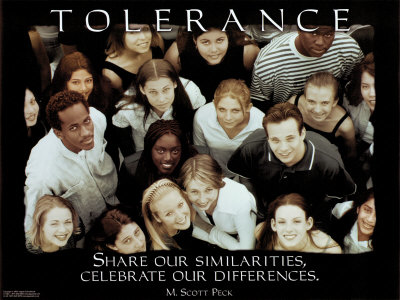 TOLERANCE
SHARE OUR SIMILARITIES,
CELEBRATE OUR DIFFERENCES.
M. SCOTT PECK